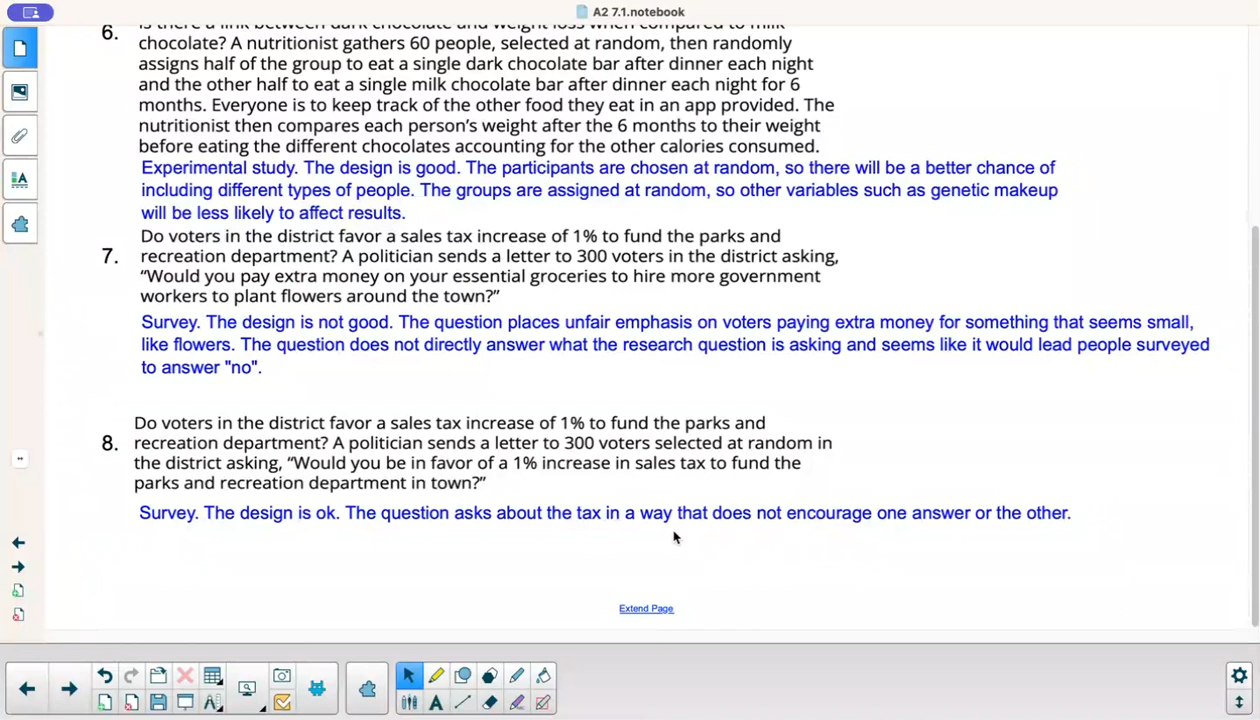 A2 7.1.notebook
6. Is there a link between dark chocolate and weight loss when compared to milk
chocolate? A nutritionist gathers 60 people, selected at random, then randomly
assigns half of the group to eat a single dark chocolate bar after dinner each night
and the other half to eat a single milk chocolate bar after dinner each night for 6
months. Everyone is to keep track of the other food they eat in an app provided. The
nutritionist then compares each person's weight after the 6 months to their weight
before eating the different chocolates accounting for the other calories consumed.
Experimental study. The design is good. The participants are chosen at random, so there will be a better chance of
including different types of people. The groups are assigned at random, so other variables such as genetic makeup
will be less likely to affect results.
Do voters in the district favor a sales tax increase of 1% to fund the parks and
7. recreation department? A politician sends a letter to 300 voters in the district asking,
“Would you pay extra money on your essential groceries to hire more government
workers to plant flowers around the town?”
Survey. The design is not good. The question places unfair emphasis on voters paying extra money for something that seems small,
like flowers. The question does not directly answer what the research question is asking and seems like it would lead people surveyed
to answer "no".
Do voters in the district favor a sales tax increase of 1% to fund the parks and
8. recreation department? A politician sends a letter to 300 voters selected at random in
the district asking, “Would you be in favor of a 1% increase in sales tax to fund the
parks and recreation department in town?”
Survey. The design is ok. The question asks about the tax in a way that does not encourage one answer or the other.
Extend Page